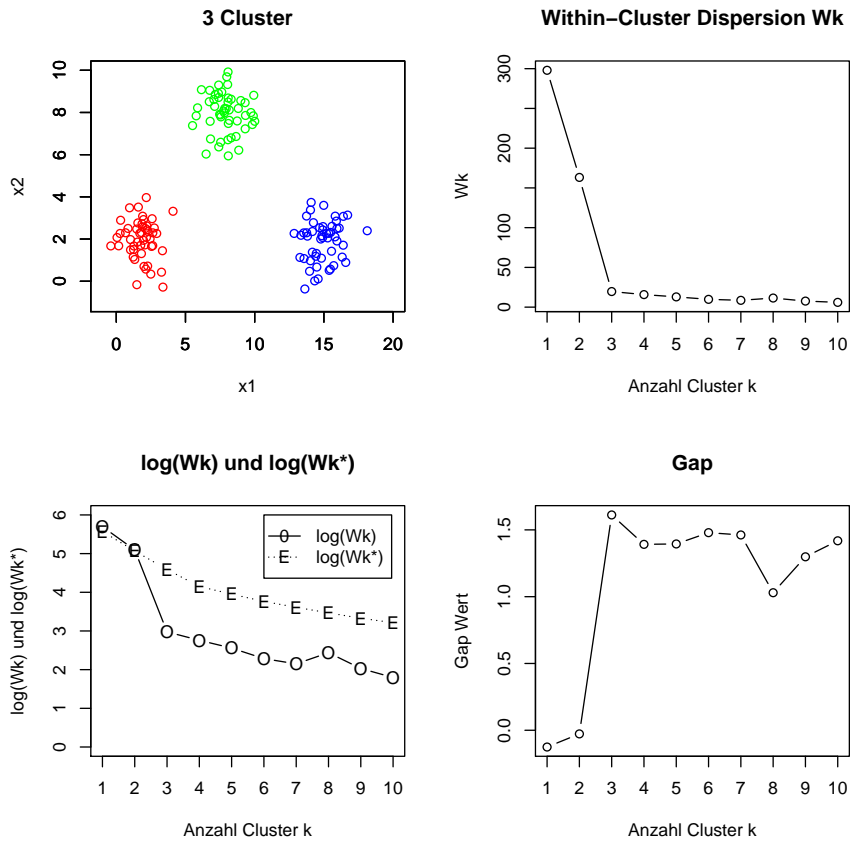 3 Cluster
x2
0 2 4 6 8 10
0 5 10 15 20
x1
Within−Cluster Dispersion Wk
Wk
0 50 100 200 300
1 2 3 4 5 6 7 8 9 10
Anzahl Cluster k
log(Wk) und log(Wk*)
log(Wk) und log(Wk*)
0 1 2 3 4 5 6
O log(Wk)
E log(Wk*)
O O O O O O O O O O
E E E E E E E E E E
1 2 3 4 5 6 7 8 9 10
Anzahl Cluster k
Gap
Gap Wert
0.0 0.5 1.0 1.5
1 2 3 4 5 6 7 8 9 10
Anzahl Cluster k